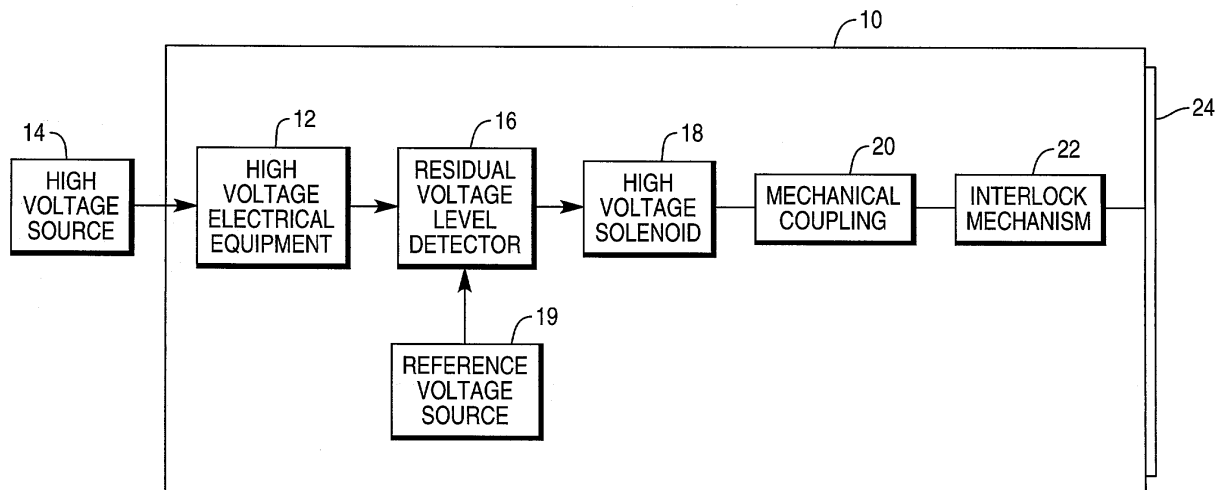 10
24
14
12
16
18
20
22
HIGH
VOLTAGE
SOURCE
HIGH
VOLTAGE
ELECTRICAL
EQUIPMENT
RESIDUAL
VOLTAGE
LEVEL
DETECTOR
HIGH
VOLTAGE
SOLENOID
MECHANICAL
COUPLING
INTERLOCK
MECHANISM
19
REFERENCE
VOLTAGE
SOURCE